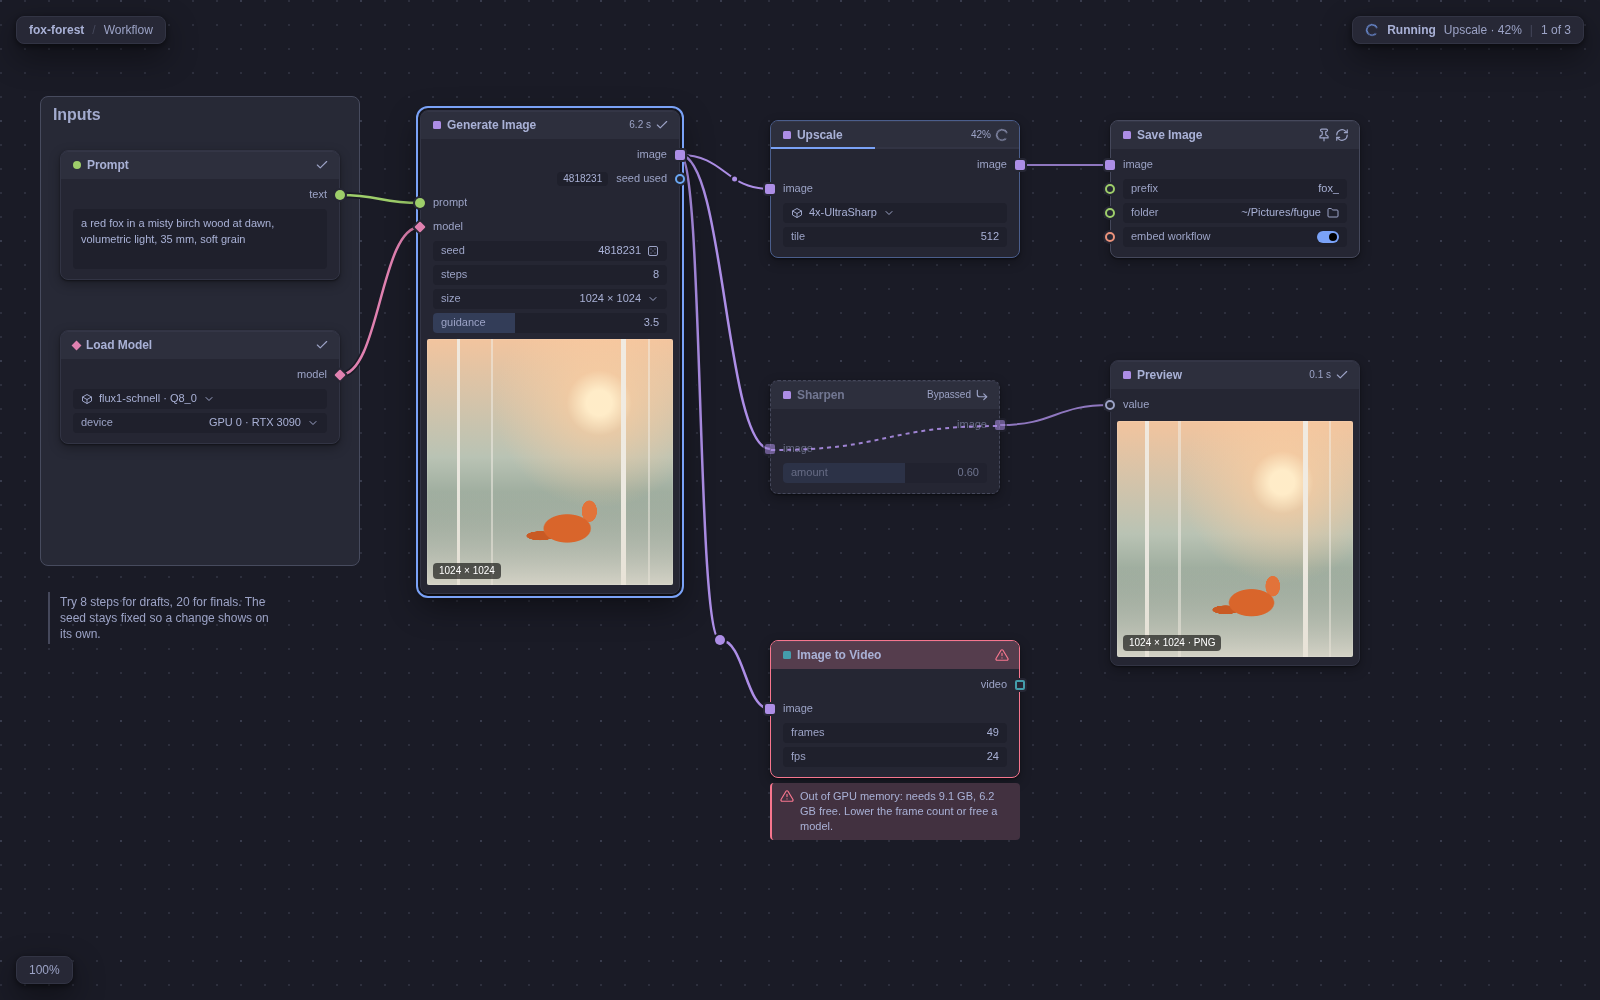 fox-forest / Workflow
Running Upscale · 42% | 1 of 3
Inputs
Prompt
text
a red fox in a misty birch wood at dawn,
volumetric light, 35 mm, soft grain
Load Model
model
flux1-schnell · Q8_0
device GPU 0 · RTX 3090
Try 8 steps for drafts, 20 for finals. The
seed stays fixed so a change shows on
its own.
Generate Image 6.2 s
image
4818231 seed used
prompt
model
seed 4818231
steps 8
size 1024 × 1024
guidance 3.5
1024 × 1024
Upscale 42%
image
image
4x-UltraSharp
tile 512
Save Image
image
prefix fox_
folder ~/Pictures/fugue
embed workflow
Sharpen Bypassed
image
image
amount 0.60
Preview 0.1 s
value
1024 × 1024 · PNG
Image to Video
video
image
frames 49
fps 24
Out of GPU memory: needs 9.1 GB, 6.2
GB free. Lower the frame count or free a
model.
100%